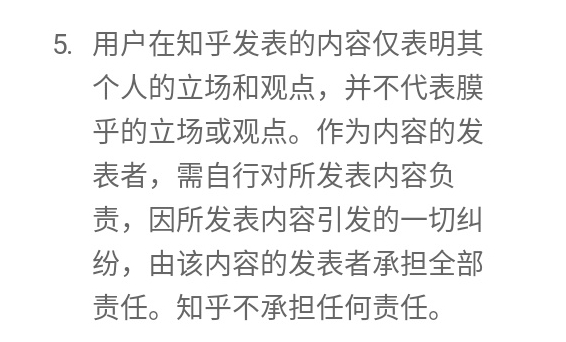 5. 用户在知乎发表的内容仅表明其
个人的立场和观点，并不代表膜
乎的立场或观点。作为内容的发
表者，需自行对所发表内容负
责，因所发表内容引发的一切纠
纷，由该内容的发表者承担全部
责任。知乎不承担任何责任。